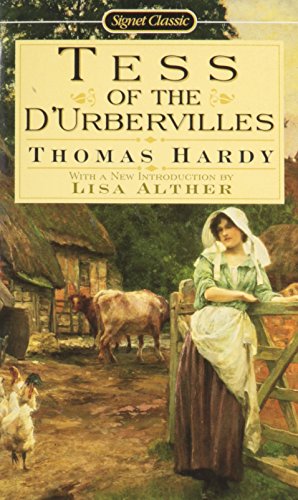 Signet Classic
TESS
OF THE
D'URBERVILLES
THOMAS HARDY
WITH A NEW INTRODUCTION BY
LISA ALTHER